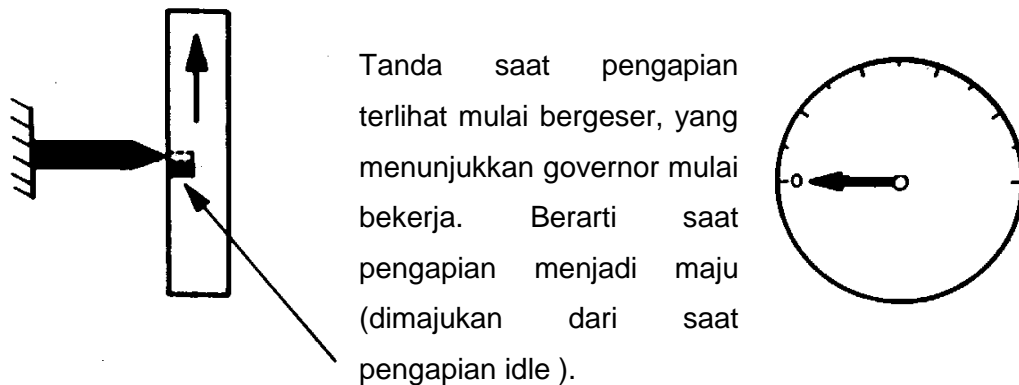 Tanda saat pengapian
terlihat mulai bergeser, yang
menunjukkan governor mulai
bekerja. Berarti saat
pengapian menjadi maju
(dimajukan dari saat
pengapian idle ).
0